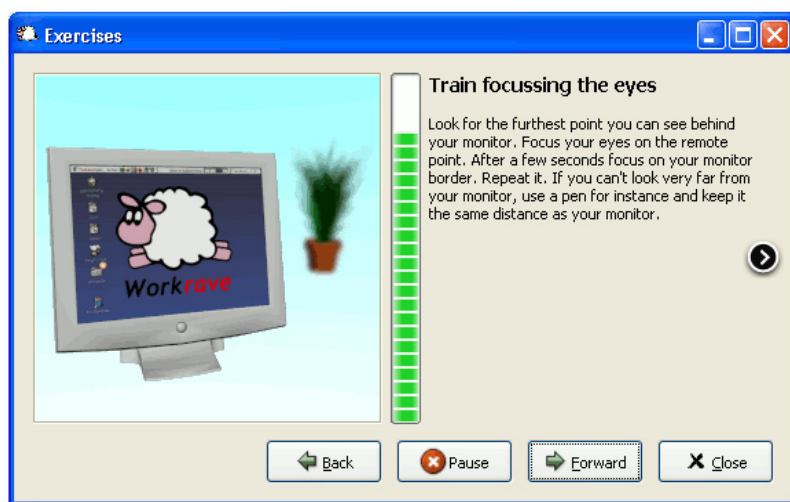 Exercises
Train focussing the eyes
Look for the furthest point you can see behind
your monitor. Focus your eyes on the remote
point. After a few seconds focus on your monitor
border. Repeat it. If you can't look very far from
your monitor, use a pen for instance and keep it
the same distance as your monitor.
Workrave
Back
Pause
Forward
Close